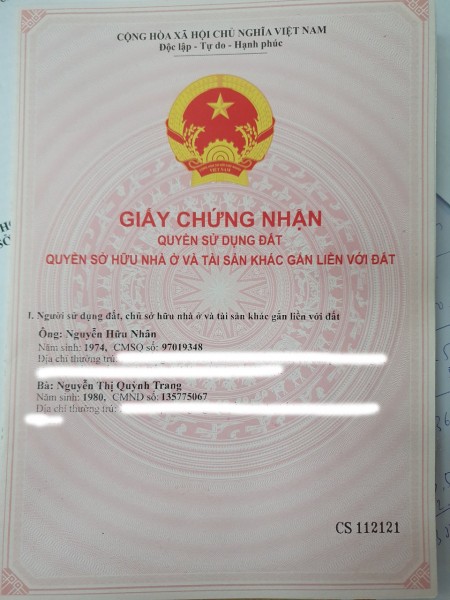 CỘNG HÒA XÃ HỘI CHỦ NGHĨA VIỆT NAM
Độc lập - Tự do - Hạnh phúc
VIỆT NAM
GIẤY CHỨNG NHẬN
QUYỀN SỬ DỤNG ĐẤT
QUYỀN SỞ HỮU NHÀ Ở VÀ TÀI SẢN KHÁC GẮN LIỀN VỚI ĐẤT
I. Người sử dụng đất, chủ sở hữu nhà ở và tài sản khác gắn liền với đất
Ông: Nguyễn Hữu Nhân
Năm sinh: 1974, CMSQ số: 97019348
Địa chỉ thường trú:
Bà: Nguyễn Thị Quỳnh Trang
Năm sinh: 1980, CMND số: 135775067
Địa chỉ thường trú:
CS 112121